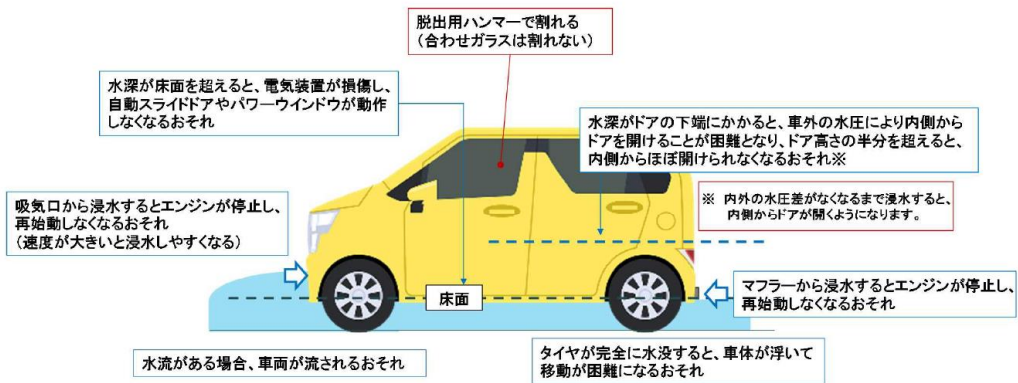 脱出用ハンマーで割れる
（合わせガラスは割れない）
水深が床面を超えると、電気装置が損傷し、
自動スライドドアやパワーウインドウが動作
しなくなるおそれ
水深がドアの下端にかかると、車外の水圧により内側から
ドアを開けることが困難となり、ドア高さの半分を超えると、
内側からほぼ開けられなくなるおそれ※
※ 内外の水圧差がなくなるまで浸水すると、
内側からドアが開くようになります。
吸気口から浸水するとエンジンが停止し、
再始動しなくなるおそれ
（速度が大きいと浸水しやすくなる）
床面
マフラーから浸水するとエンジンが停止し、
再始動しなくなるおそれ
水流がある場合、車両が流されるおそれ
タイヤが完全に水没すると、車体が浮いて
移動が困難になるおそれ